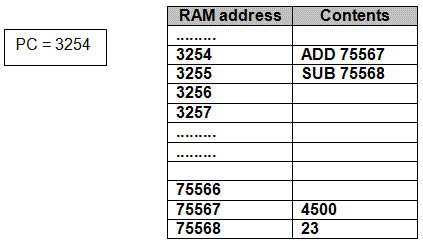 PC = 3254
RAM address Contents
.........
3254 ADD 75567
3255 SUB 75568
3256
3257
.........
.........
75566
75567 4500
75568 23